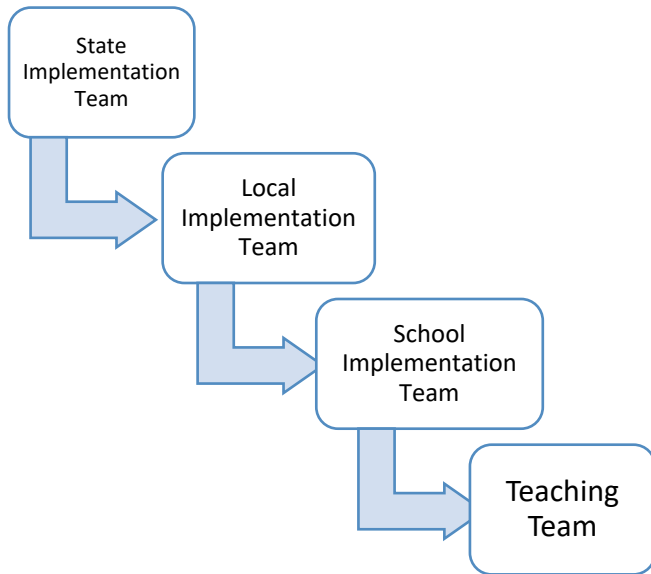 State
Implementation
Team
Local
Implementation
Team
School
Implementation
Team
Teaching
Team